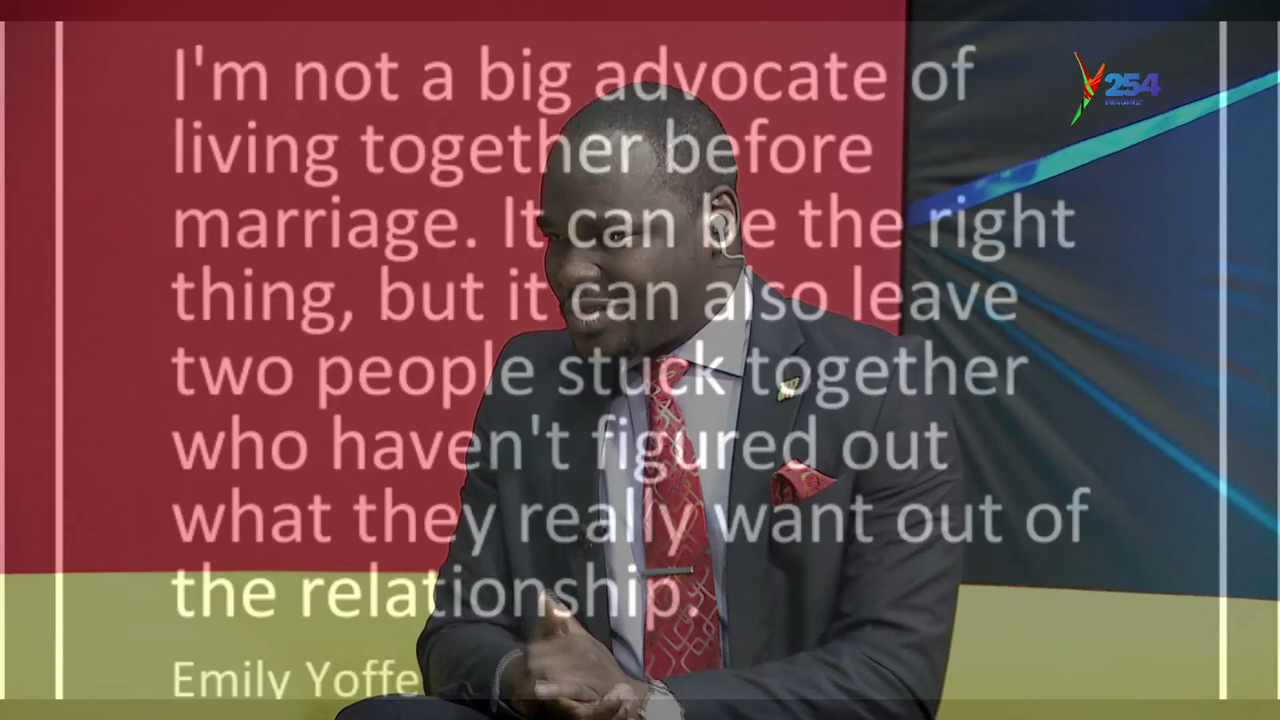 I'm not a big advocate of
living together before
marriage. It can be the right
thing, but it can also leave
two people stuck together
who haven't figured out
what they really want out of
the relationship.
Emily Yoffe
Y254